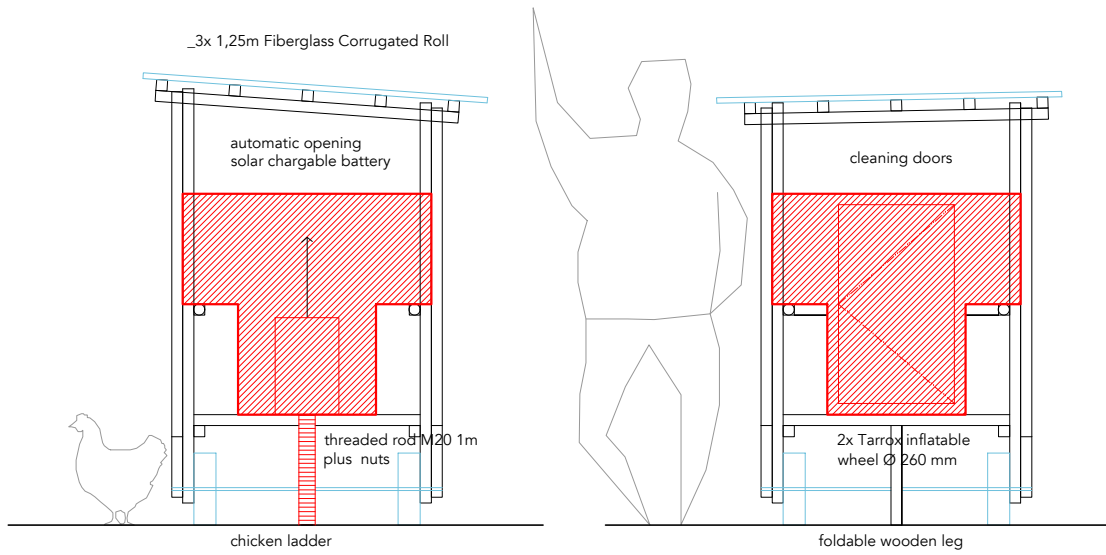 _3x 1,25m Fiberglass Corrugated Roll
automatic opening
solar chargable battery
threaded rod M20 1m
plus nuts
chicken ladder
cleaning doors
2x Tarrox inflatable
wheel Ø 260 mm
foldable wooden leg